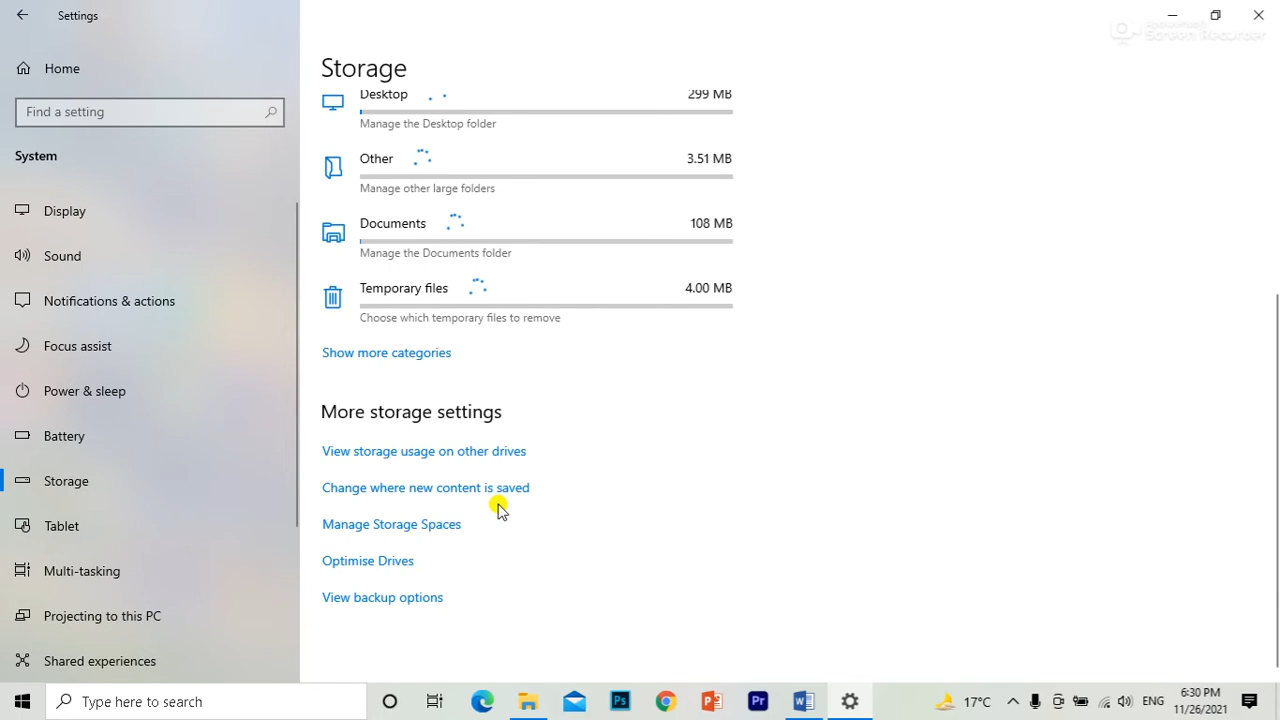 Settings
Home
Find a setting
System
Display
Sound
Notifications & actions
Focus assist
Power & sleep
Battery
Storage
Tablet
Multi-tasking
Projecting to this PC
Shared experiences
Storage
Desktop 299 MB
Manage the Desktop folder
Other 3.51 MB
Manage other large folders
Documents 108 MB
Manage the Documents folder
Temporary files 4.00 MB
Choose which temporary files to remove
Show more categories
More storage settings
View storage usage on other drives
Change where new content is saved
Manage Storage Spaces
Optimise Drives
View backup options
Screen Recorder
Type here to search
Ps
P
Pr
W
17°C
ENG
6:30 PM
11/26/2021